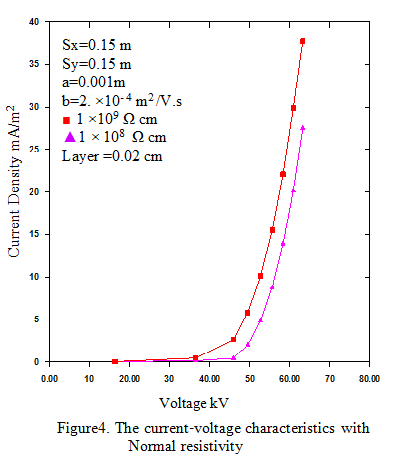 40
35
30
25
20
15
10
5
0
Sx=0.15 m
Sy=0.15 m
a=0.001m
b=2. ×10⁻⁴ m²/V.s
1 ×10⁹ Ω cm
1 × 10⁸ Ω cm
Layer =0.02 cm
Current Density mA/m²
0.00 10 20.00 30 40.00 50 60.00 70 80.00
Voltage kV
Figure4. The current-voltage characteristics with
Normal resistivity